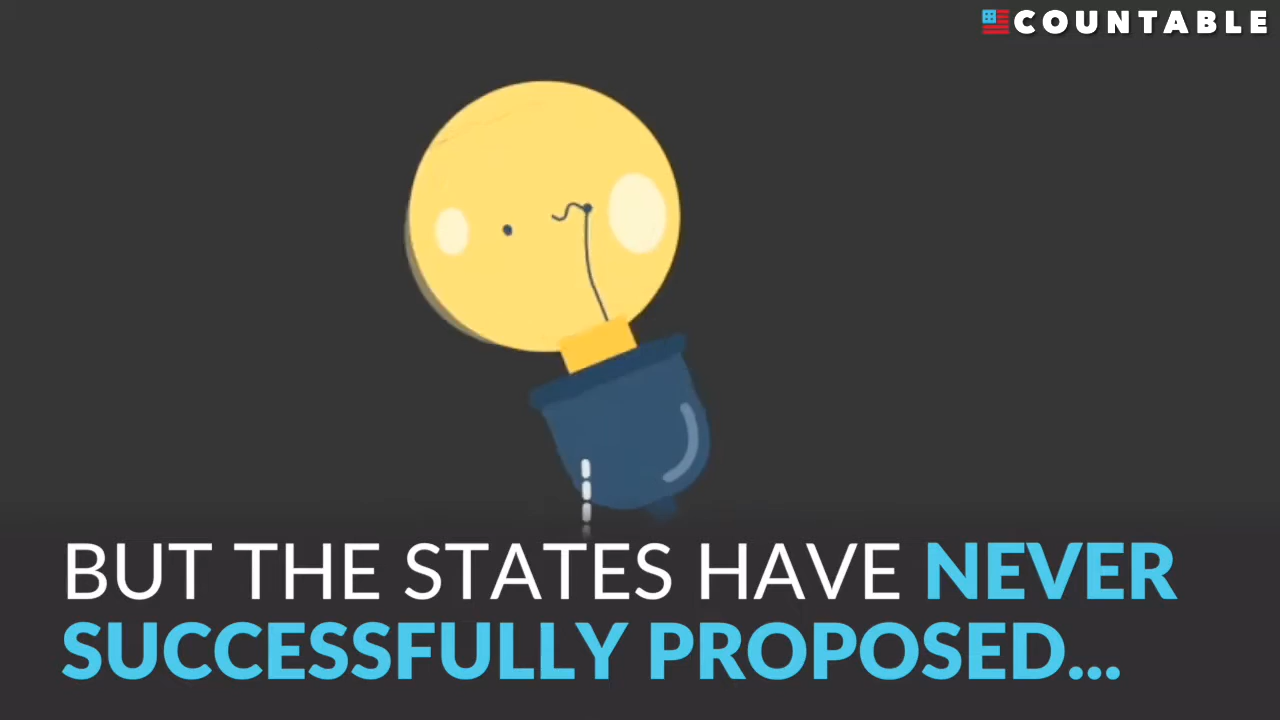 COUNTABLE
BUT THE STATES HAVE NEVER
SUCCESSFULLY PROPOSED...